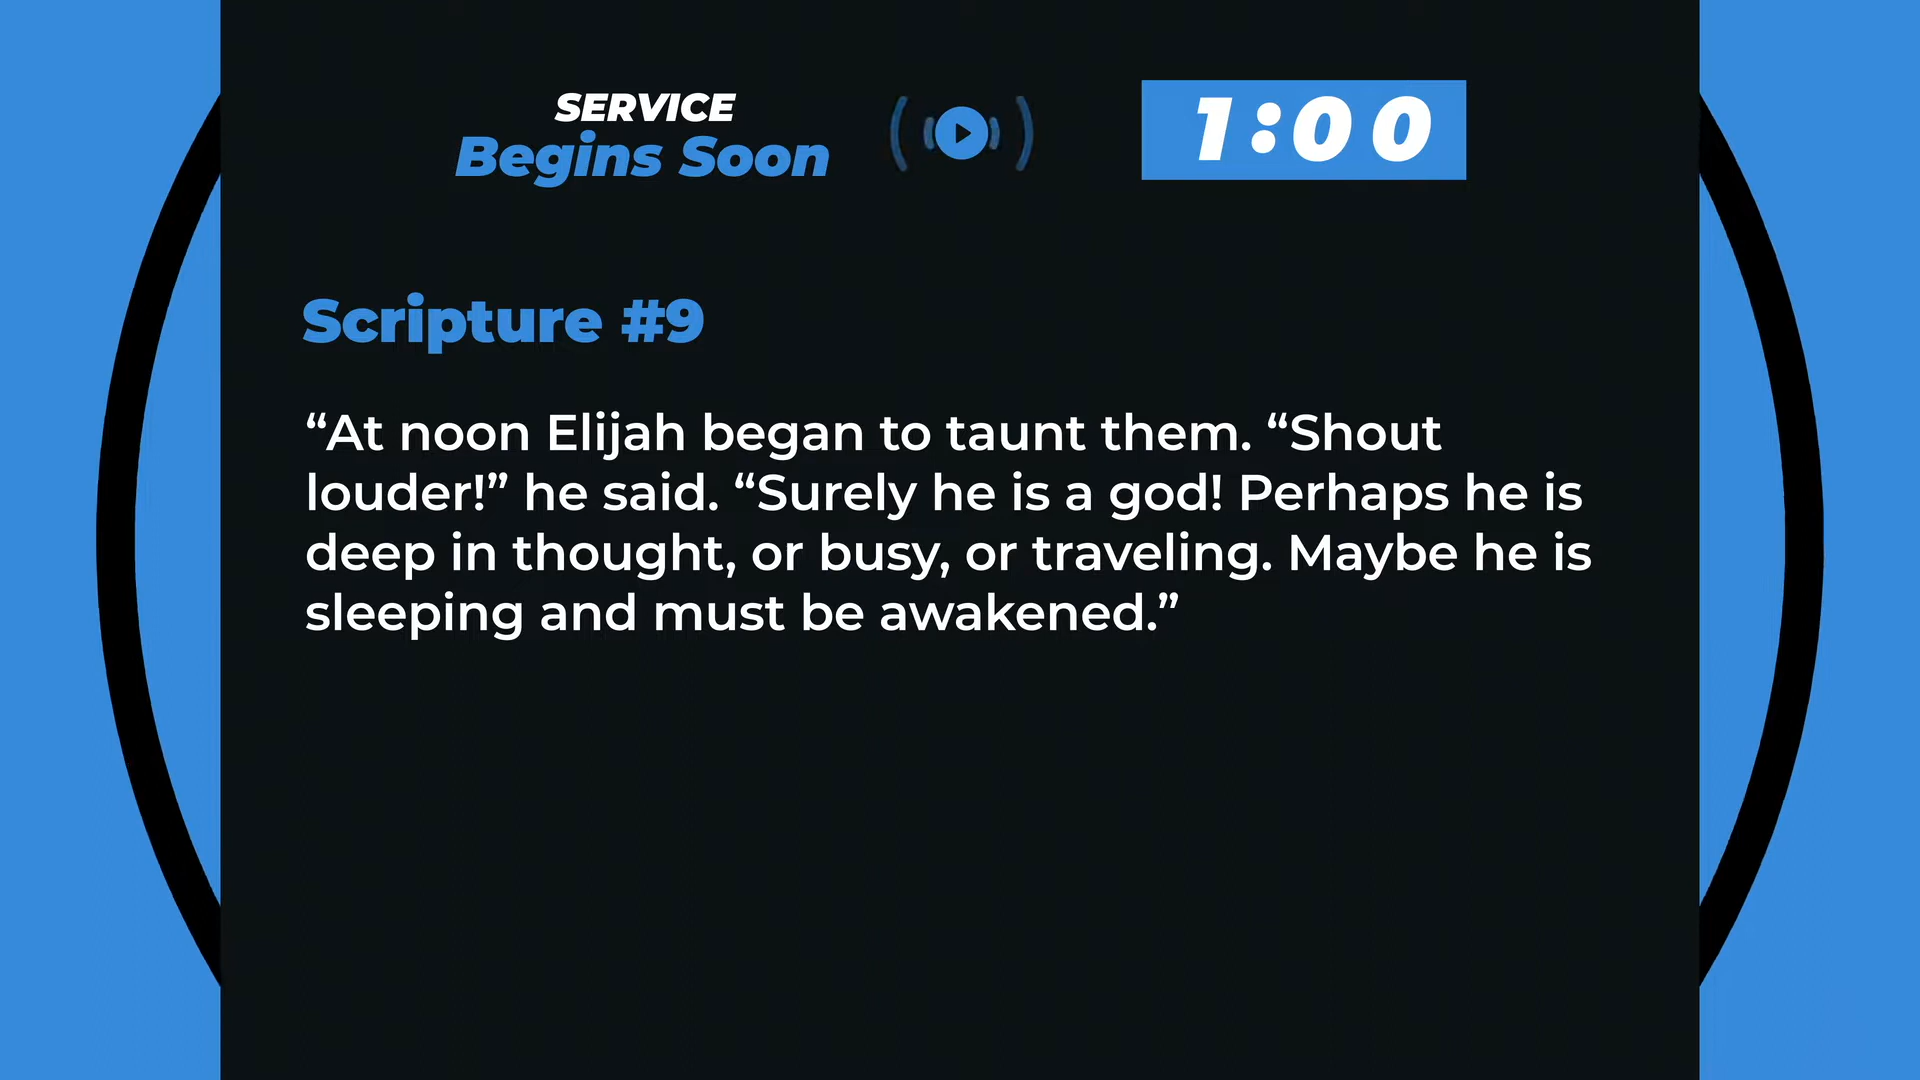 SERVICE
Begins Soon
1:00
Scripture #9
“At noon Elijah began to taunt them. “Shout
louder!” he said. “Surely he is a god! Perhaps he is
deep in thought, or busy, or traveling. Maybe he is
sleeping and must be awakened.”